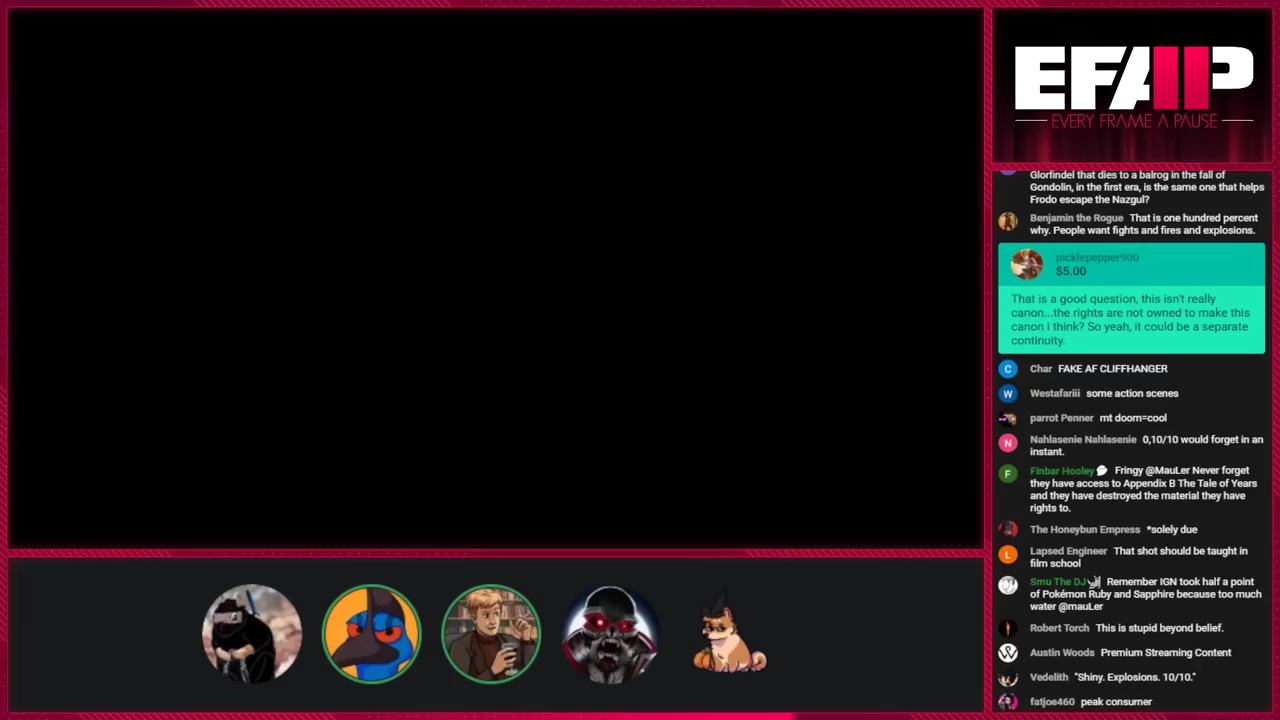 EFAP
EVERY FRAME A PAUSE
Glorfindel that dies to a balrog in the fall of
Gondolin, in the first era, is the same one that helps
Frodo escape the Nazgul?
Benjamin the Rogue That is one hundred percent
why. People want fights and fires and explosions.
picklepepper900
$5.00
That is a good question, this isn't really
canon...the rights are not owned to make this
canon i think? So yeah, it could be a separate
continuity.
C Char FAKE AF CLIFFHANGER
W Westafariii some action scenes
parrot Penner mt doom=cool
N Nahlasenie Nahlasenie 0,10/10 would forget in an
instant.
F Finbar Hooley Fringy @MauLer Never forget
they have access to Appendix B The Tale of Years
and they have destroyed the material they have
rights to.
The Honeybun Empress *solely due
L Lapsed Engineer That shot should be taught in
film school
Smu The DJ Remember IGN took half a point
of Pokémon Ruby and Sapphire because too much
water @mauLer
Robert Torch This is stupid beyond belief.
Austin Woods Premium Streaming Content
Vedelith "Shiny. Explosions. 10/10."
fatjoe460 peak consumer